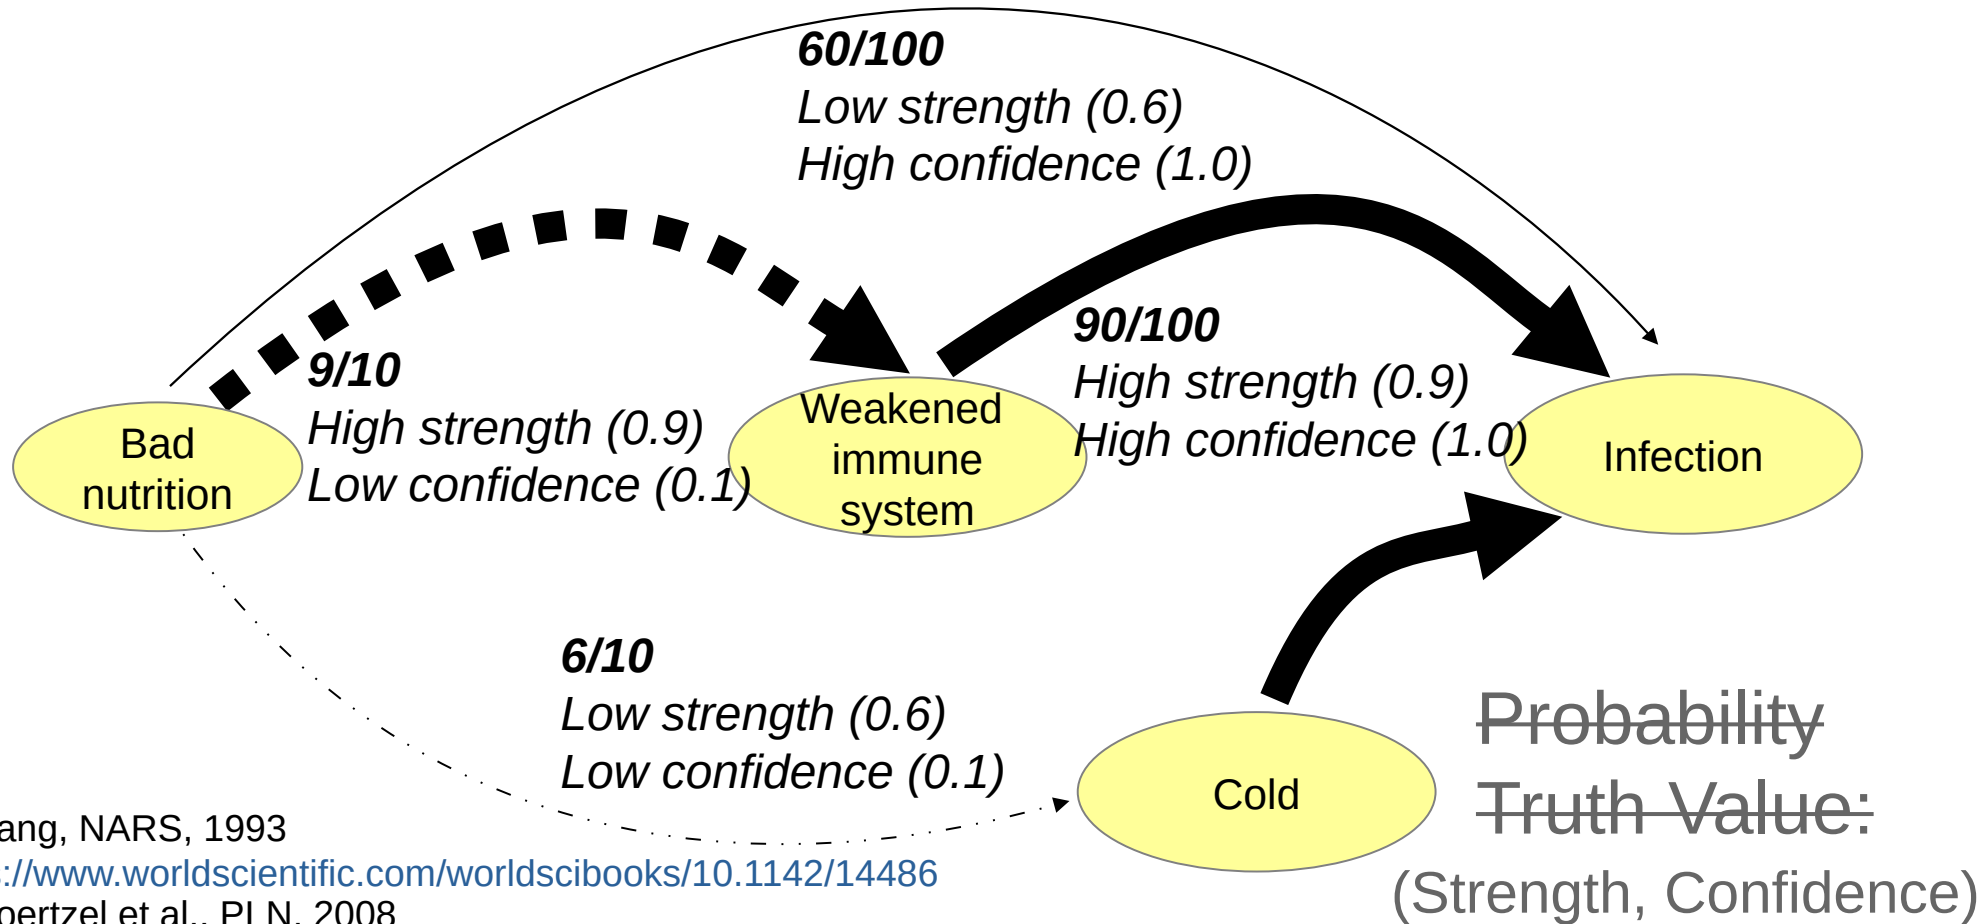 60/100
Low strength (0.6)
High confidence (1.0)
9/10
High strength (0.9)
Low confidence (0.1)
90/100
High strength (0.9)
High confidence (1.0)
Bad
nutrition
Weakened
immune
system
Infection
6/10
Low strength (0.6)
Low confidence (0.1)
Cold
Probability
Truth Value:
(Strength, Confidence)
ang, NARS, 1993
://www.worldscientific.com/worldscibooks/10.1142/14486
oertzel et al., PLN, 2008